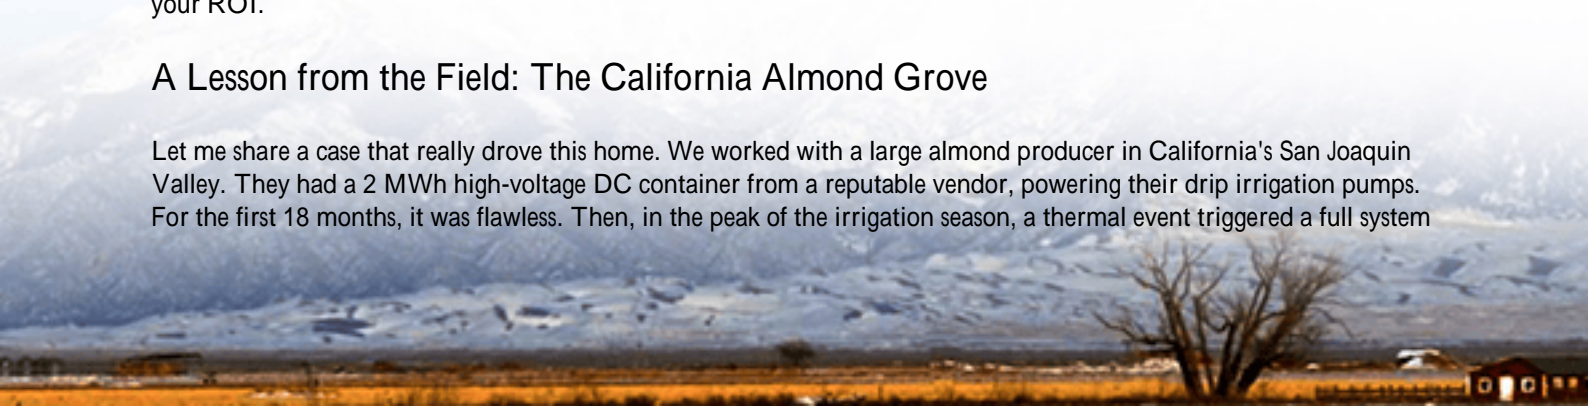 your ROI.
A Lesson from the Field: The California Almond Grove
Let me share a case that really drove this home. We worked with a large almond producer in California's San Joaquin
Valley. They had a 2 MWh high-voltage DC container from a reputable vendor, powering their drip irrigation pumps.
For the first 18 months, it was flawless. Then, in the peak of the irrigation season, a thermal event triggered a full system